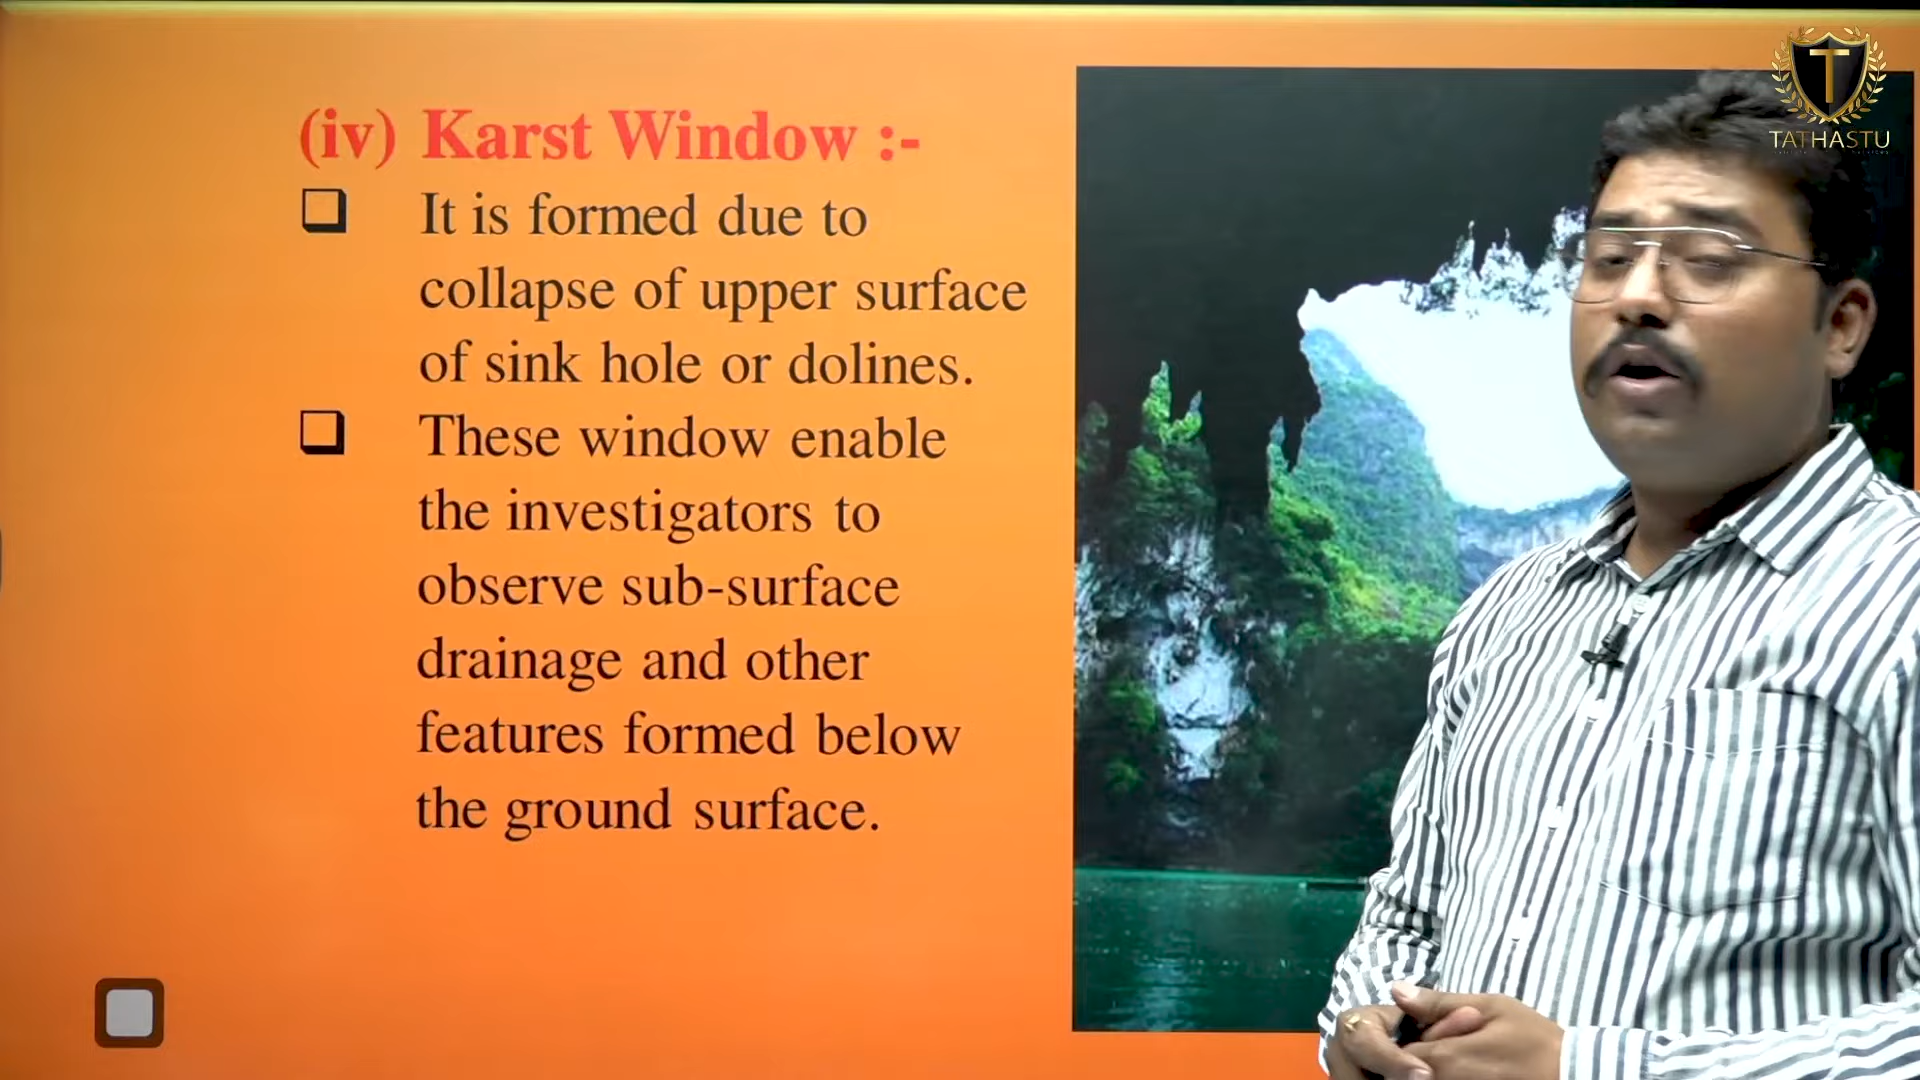 (iv) Karst Window :-
❑ It is formed due to
collapse of upper surface
of sink hole or dolines.
❑ These window enable
the investigators to
observe sub-surface
drainage and other
features formed below
the ground surface.
T
TATHASTU